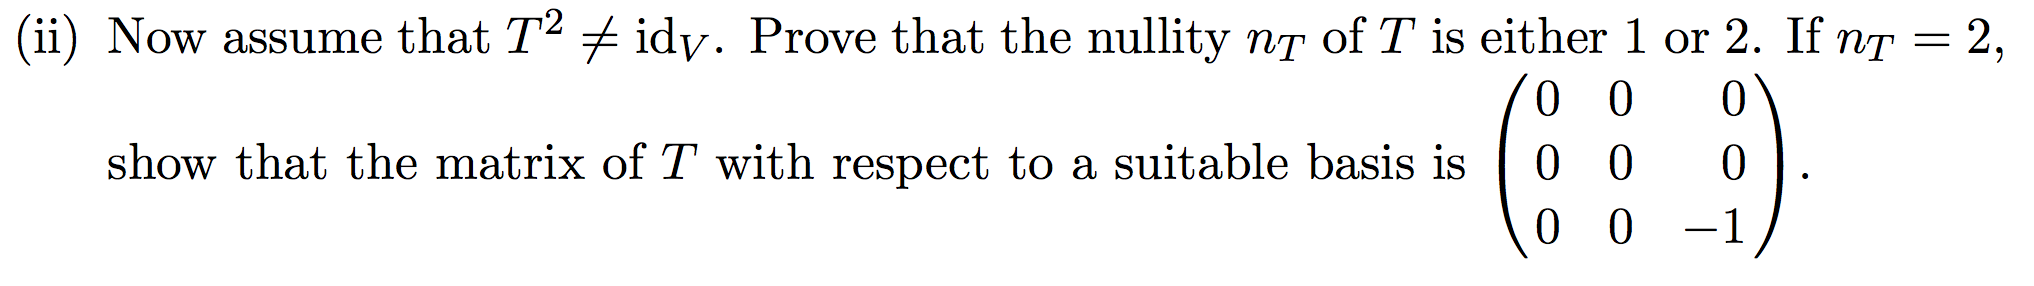 (ii) Now assume that $T^2 \neq \mathrm{id}_V$. Prove that the nullity $n_T$ of $T$ is either 1 or 2. If $n_T = 2$,
show that the matrix of $T$ with respect to a suitable basis is $\begin{pmatrix} 0 & 0 & 0 \\ 0 & 0 & 0 \\ 0 & 0 & -1 \end{pmatrix}$.